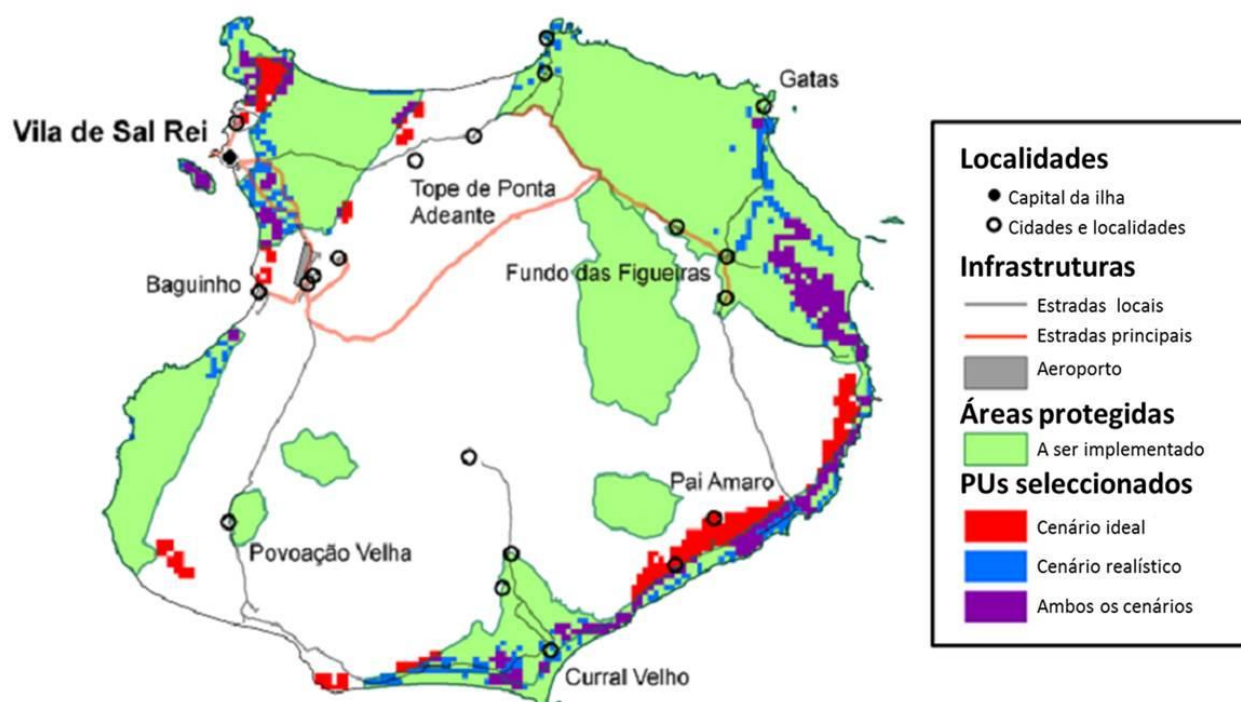 Gatas
Vila de Sal Rei
Tope de Ponta
Adeante
Baguinho
Fundo das Figueiras
Pai Amaro
Povoação Velha
Curral Velho
Localidades
Capital da ilha
Cidades e localidades
Infrastruturas
Estradas locais
Estradas principais
Aeroporto
Áreas protegidas
A ser implementado
PUs seleccionados
Cenário ideal
Cenário realístico
Ambos os cenários